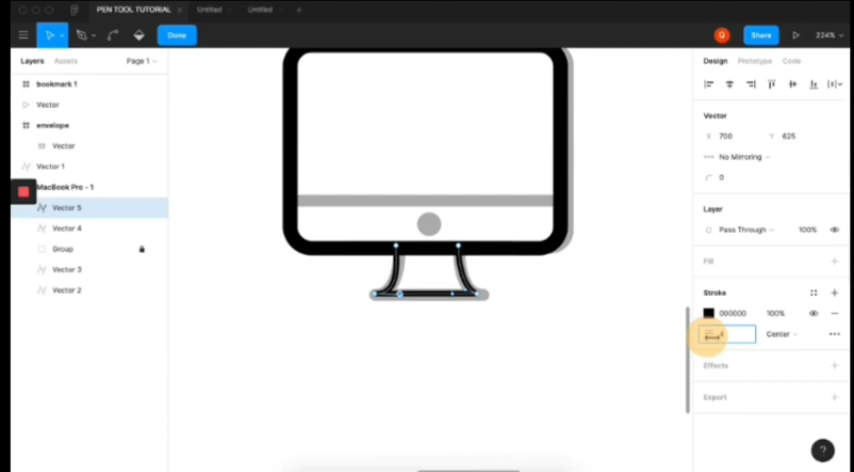 PEN TOOL TUTORIAL Untitled Untitled
Done Share 224%
Layers Assets Page 1
bookmark 1
Vector
envelope
Vector
Vector 1
MacBook Pro - 1
Vector 5
Vector 4
Group
Vector 3
Vector 2
Design Prototype Code
Vector
X 700 Y 625
No Mirroring
0
Layer
Pass Through 100%
Fill
Stroke
000000 100%
Center
Effects
Export
?